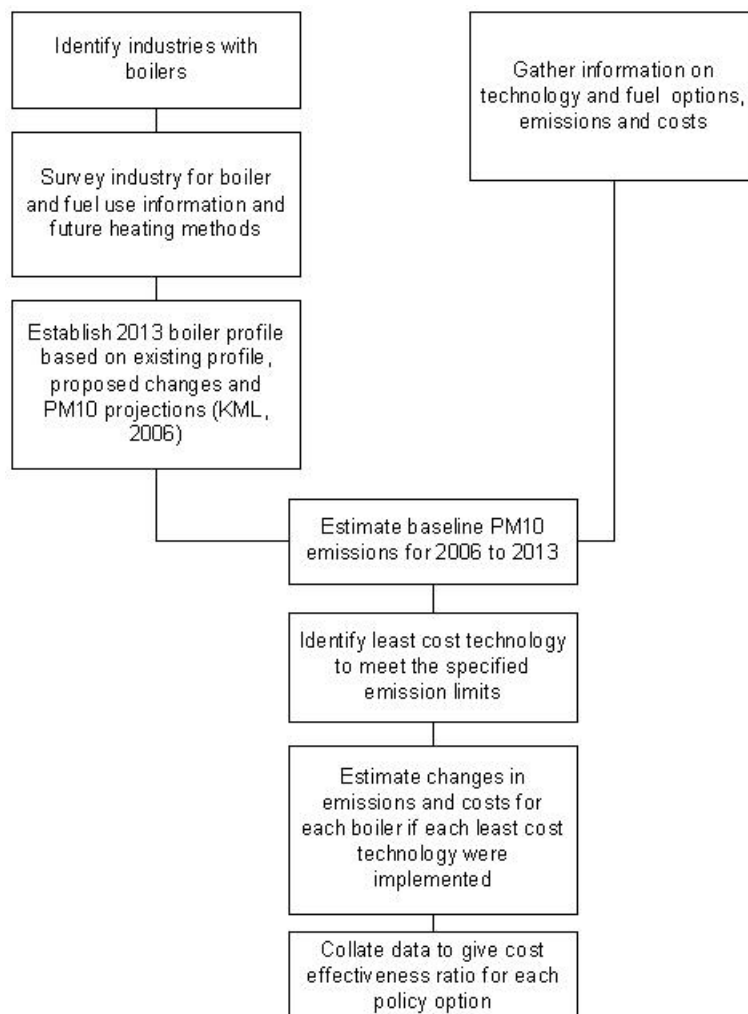 Identify industries with
boilers
Gather information on
technology and fuel options,
emissions and costs
Survey industry for boiler
and fuel use information and
future heating methods
Establish 2013 boiler profile
based on existing profile,
proposed changes and
PM10 projections (KML,
2006)
Estimate baseline PM10
emissions for 2006 to 2013
Identify least cost technology
to meet the specified
emission limits
Estimate changes in
emissions and costs for
each boiler if each least cost
technology were
implemented
Collate data to give cost
effectiveness ratio for each
policy option